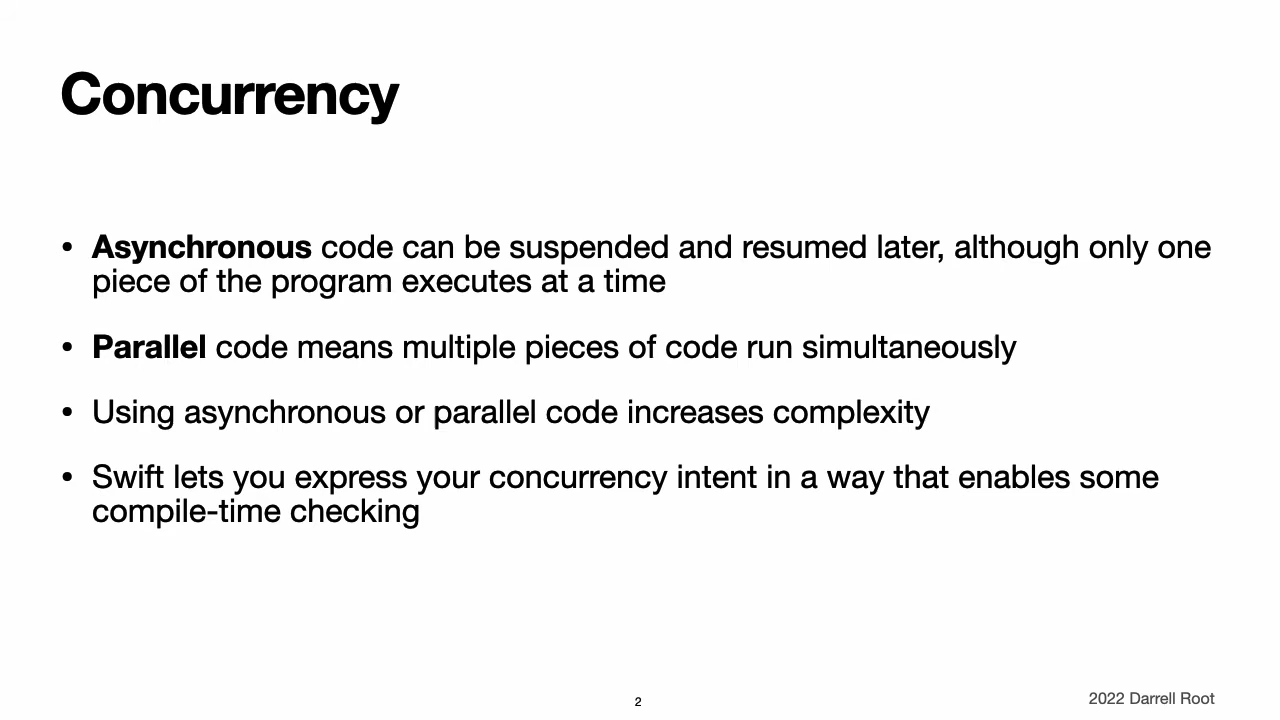 Concurrency
• Asynchronous code can be suspended and resumed later, although only one
piece of the program executes at a time
• Parallel code means multiple pieces of code run simultaneously
• Using asynchronous or parallel code increases complexity
• Swift lets you express your concurrency intent in a way that enables some
compile-time checking
2
2022 Darrell Root